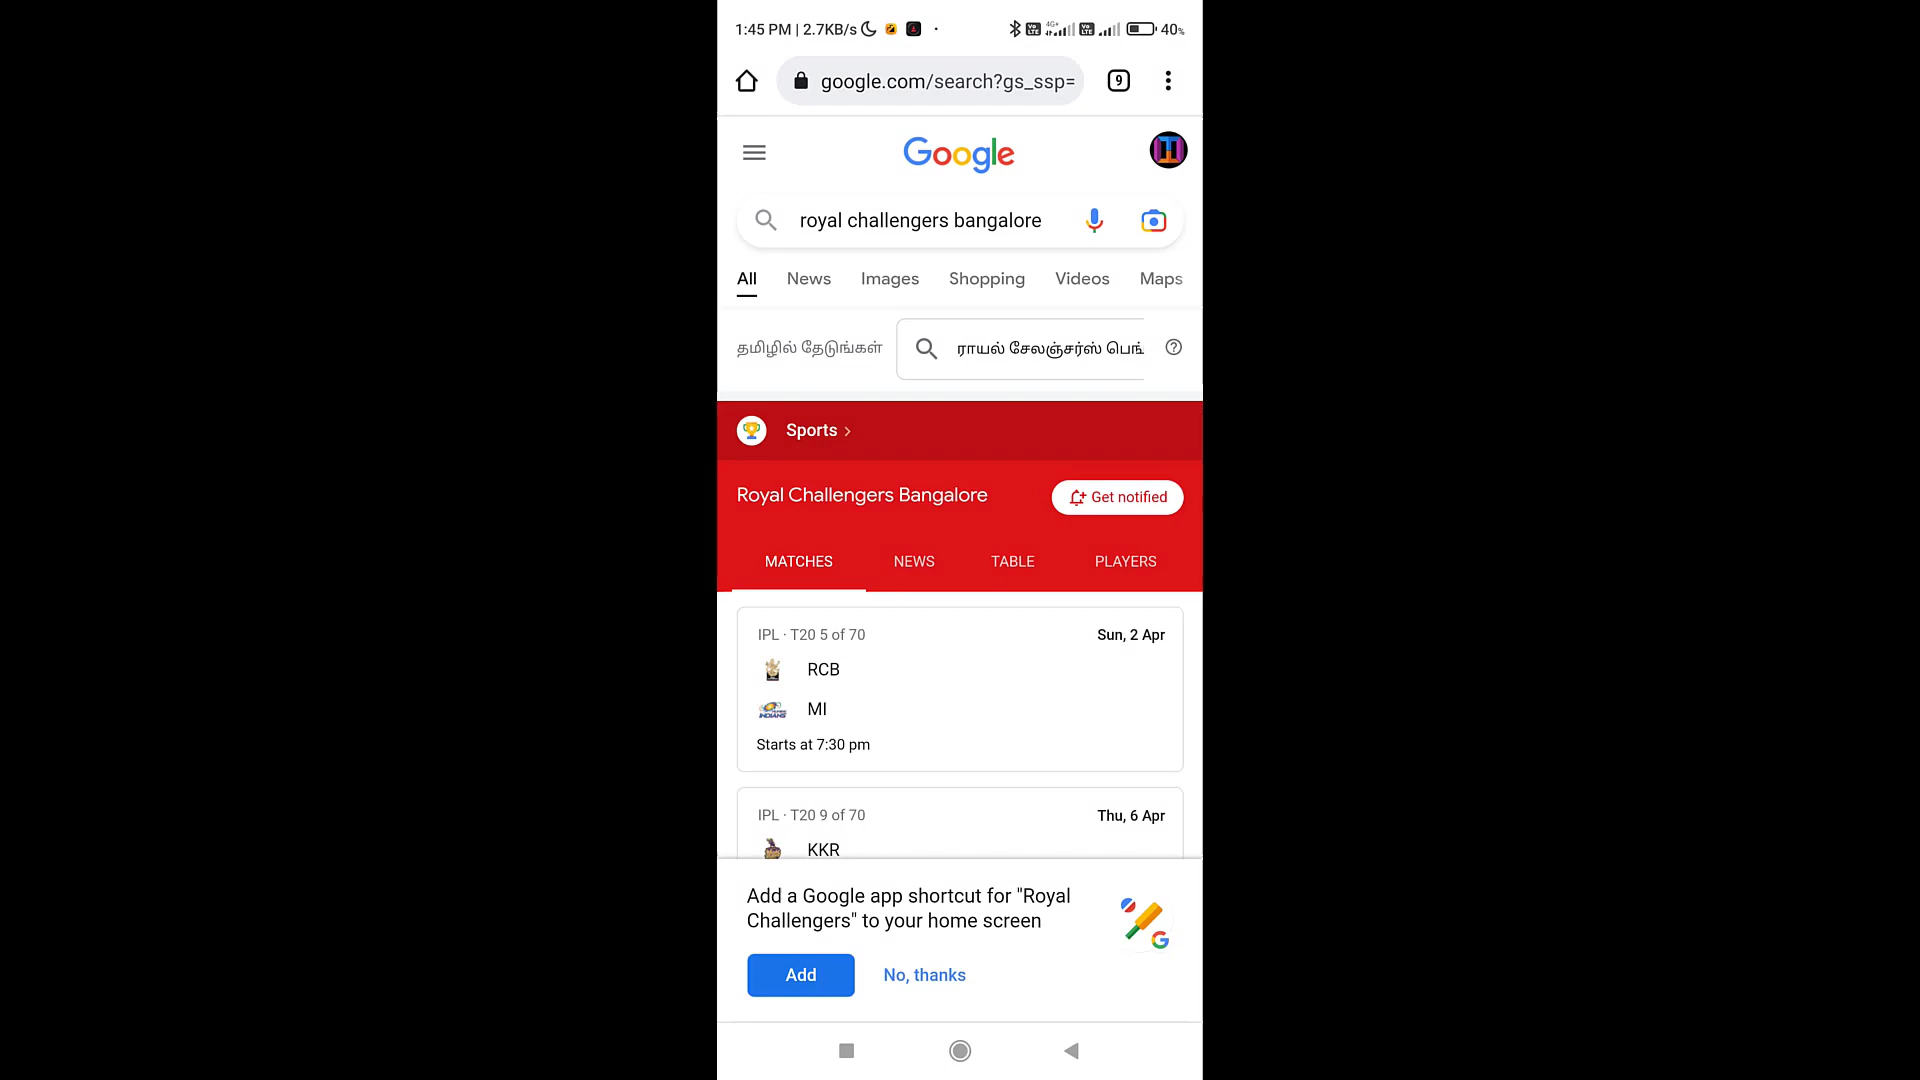 1:45 PM | 2.7KB/s 40%
google.com/search?gs_ssp= 9
Google
royal challengers bangalore
All News Images Shopping Videos Maps
தமிழில் தேடுங்கள் ராயல் சேலஞ்சர்ஸ் பெங்
Sports
Royal Challengers Bangalore Get notified
MATCHES NEWS TABLE PLAYERS
IPL · T20 5 of 70 Sun, 2 Apr
RCB
MI
Starts at 7:30 pm
IPL · T20 9 of 70 Thu, 6 Apr
KKR
Add a Google app shortcut for "Royal
Challengers" to your home screen
Add No, thanks